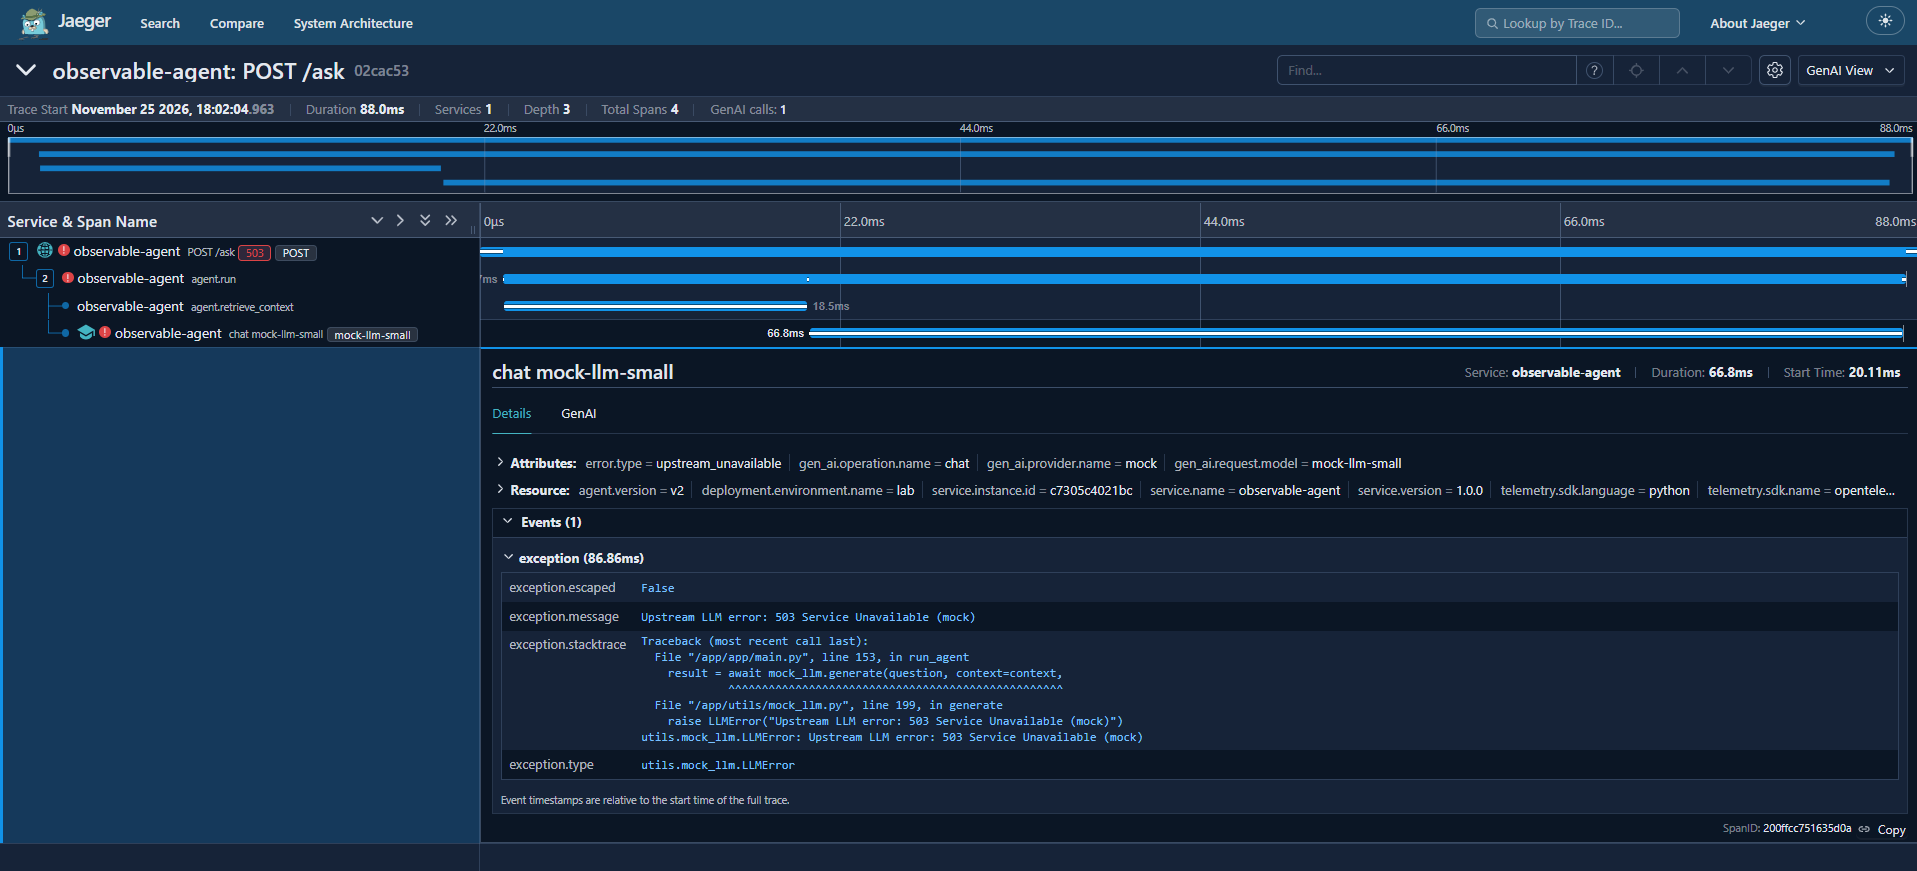 Jaeger Search Compare System Architecture Lookup by Trace ID... About Jaeger
observable-agent: POST /ask 02cac53 Find... GenAI View
Trace Start November 25 2026, 18:02:04.963 Duration 88.0ms Services 1 Depth 3 Total Spans 4 GenAI calls: 1
0μs 22.0ms 44.0ms 66.0ms 88.0ms
Service & Span Name 0μs 22.0ms 44.0ms 66.0ms 88.0ms
1 observable-agent POST /ask 503 POST
2 observable-agent agent.run 7ms
observable-agent agent.retrieve_context 18.5ms
observable-agent chat mock-llm-small mock-llm-small 66.8ms
chat mock-llm-small Service: observable-agent Duration: 66.8ms Start Time: 20.11ms
Details GenAI
Attributes: error.type = upstream_unavailable gen_ai.operation.name = chat gen_ai.provider.name = mock gen_ai.request.model = mock-llm-small
Resource: agent.version = v2 deployment.environment.name = lab service.instance.id = c7305c4021bc service.name = observable-agent service.version = 1.0.0 telemetry.sdk.language = python telemetry.sdk.name = opentele...
Events (1)
exception (86.86ms)
exception.escaped False
exception.message Upstream LLM error: 503 Service Unavailable (mock)
exception.stacktrace Traceback (most recent call last):
File "/app/app/main.py", line 153, in run_agent
result = await mock_llm.generate(question, context=context,
^^^^^^^^^^^^^^^^^^^^^^^^^^^^^^^^^^^^^^^^^^^^^^^^^^
File "/app/utils/mock_llm.py", line 199, in generate
raise LLMError("Upstream LLM error: 503 Service Unavailable (mock)")
utils.mock_llm.LLMError: Upstream LLM error: 503 Service Unavailable (mock)
exception.type utils.mock_llm.LLMError
Event timestamps are relative to the start time of the full trace.
SpanID: 200ffcc751635d0a Copy